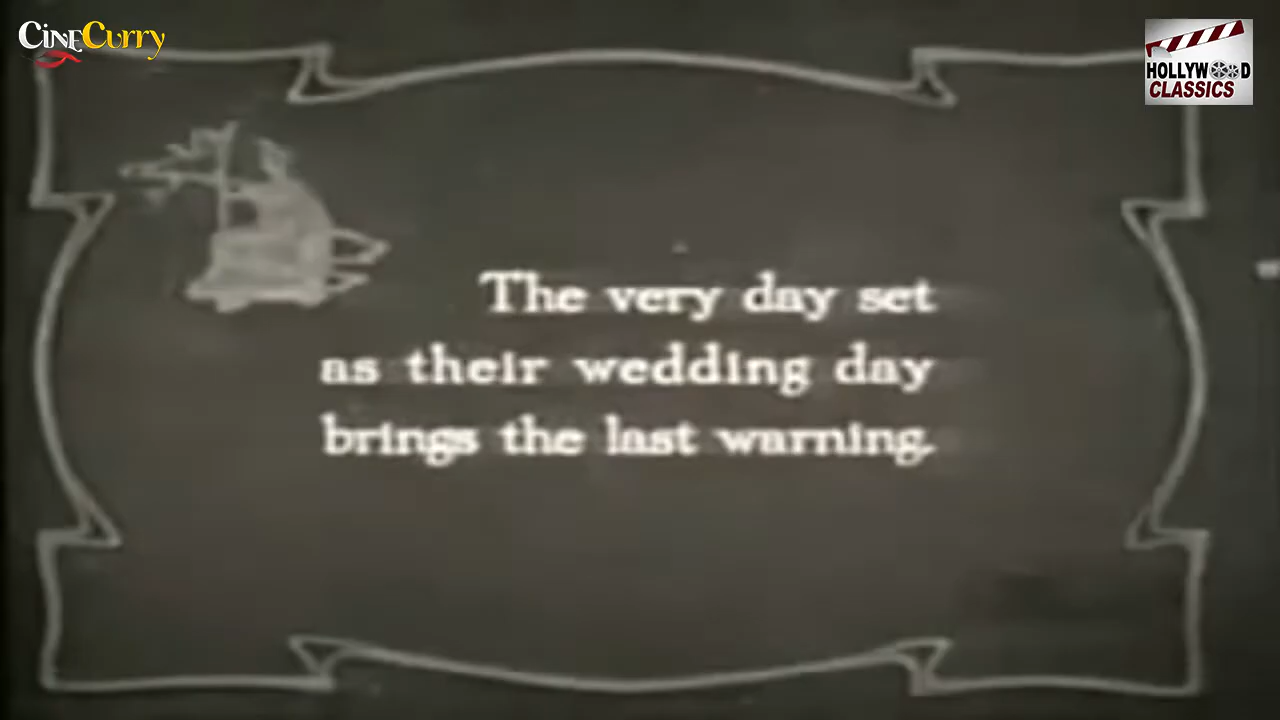 CineCurry
HOLLYWOOD
CLASSICS
The very day set
as their wedding day
brings the last warning.